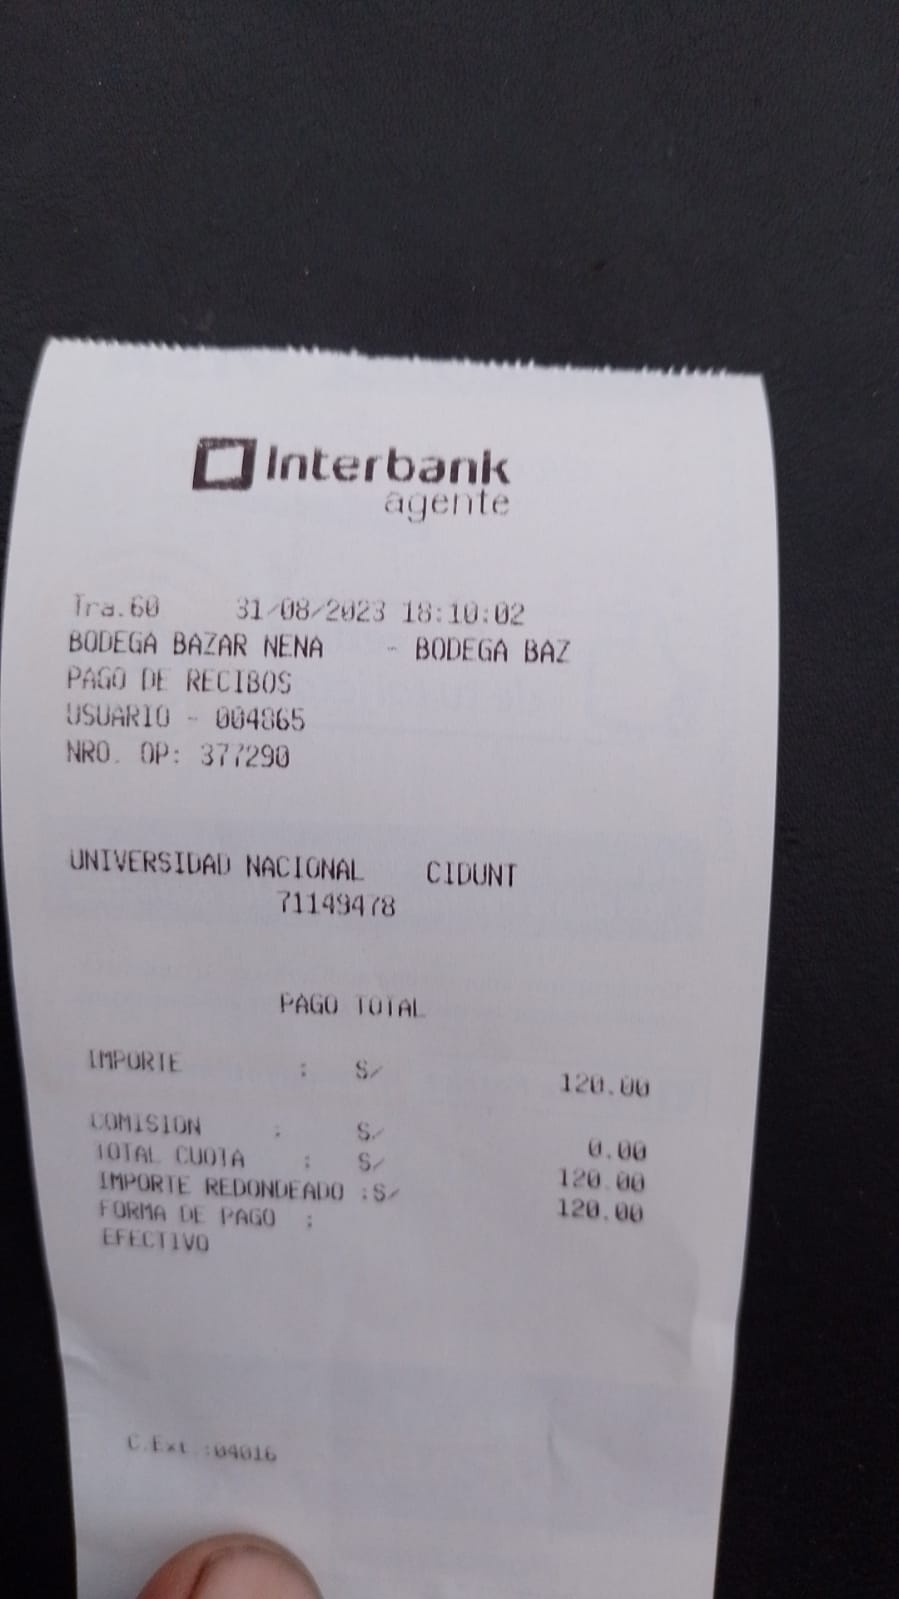 Interbank
agente
Tra.60 31/08/2023 18:10:02
BODEGA BAZAR NENA - BODEGA BAZ
PAGO DE RECIBOS
USUARIO - 004865
NRO. OP: 377290
UNIVERSIDAD NACIONAL CIDUNT
71149478
PAGO TOTAL
IMPORTE : S/ 120.00
COMISION : S/ 0.00
TOTAL CUOTA : S/ 120.00
IMPORTE REDONDEADO :S/ 120.00
FORMA DE PAGO :
EFECTIVO
C.Ext.:04016